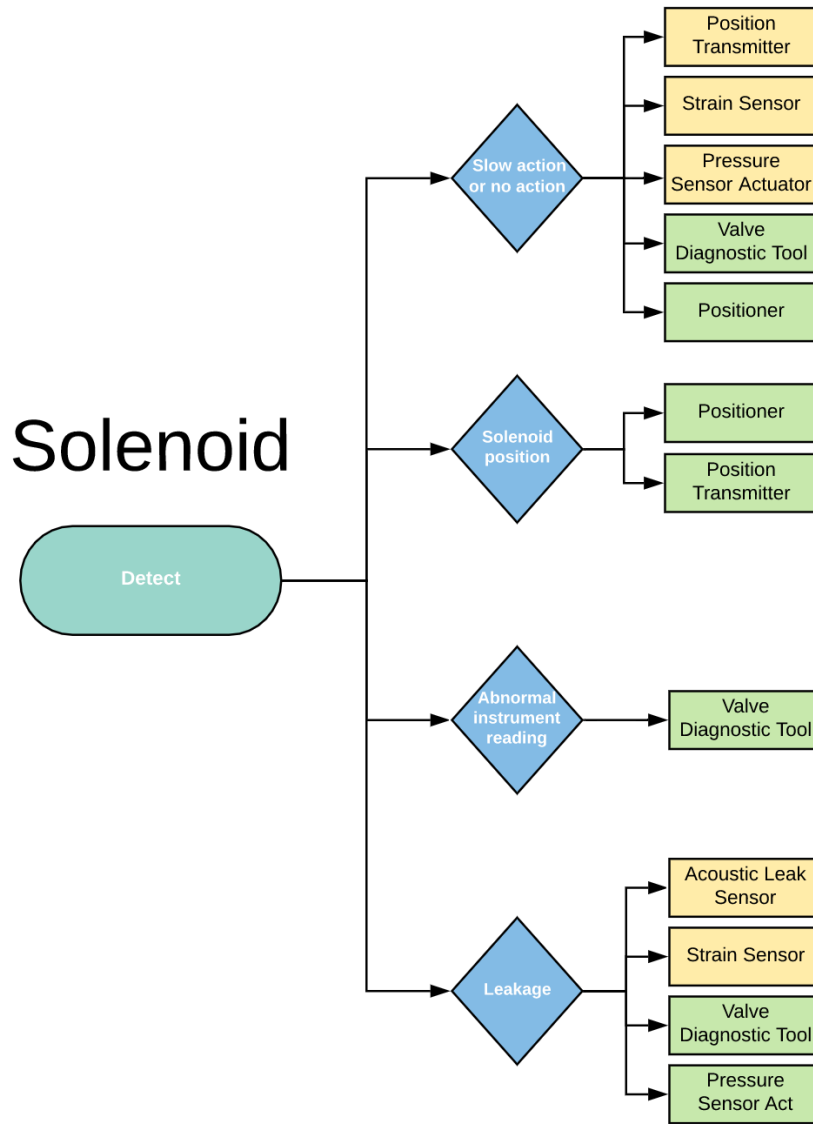 Solenoid
Detect
Slow action
or no action
Position
Transmitter
Strain Sensor
Pressure
Sensor Actuator
Valve
Diagnostic Tool
Positioner
Solenoid
position
Positioner
Position
Transmitter
Abnormal
instrument
reading
Valve
Diagnostic Tool
Leakage
Acoustic Leak
Sensor
Strain Sensor
Valve
Diagnostic Tool
Pressure
Sensor Act